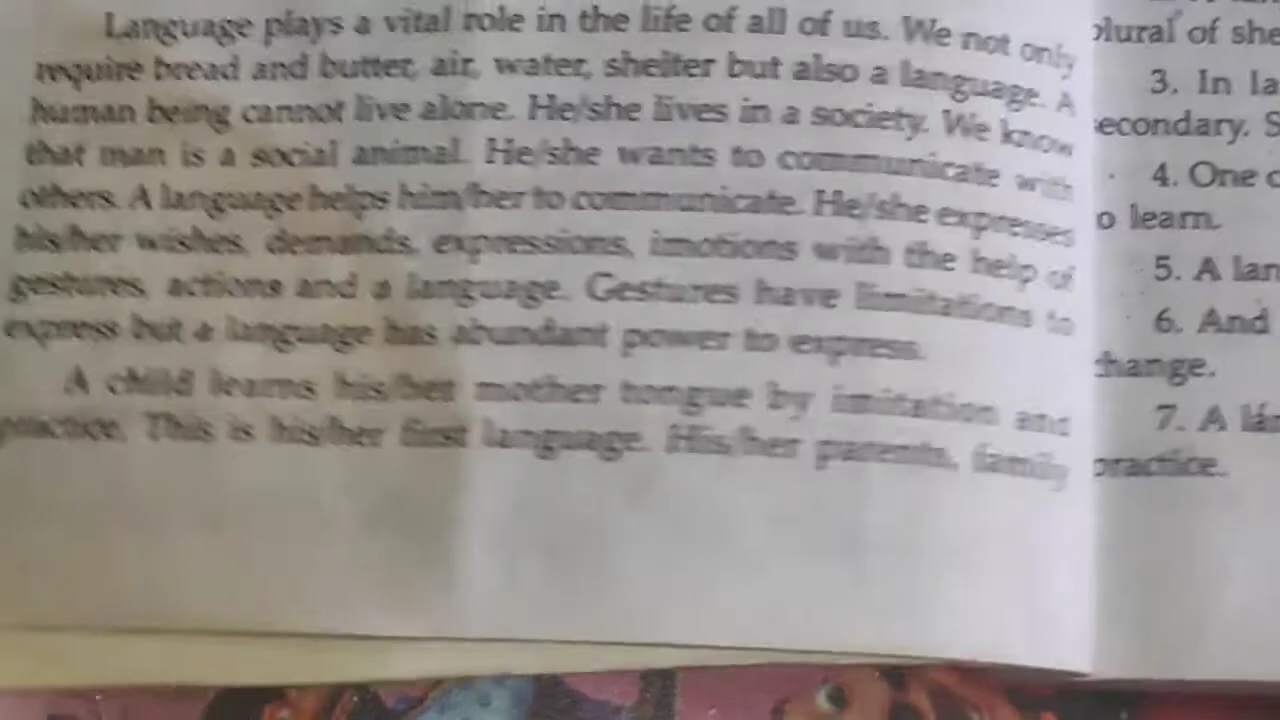 Language plays a vital role in the life of all of us. We not only
require bread and butter, air, water, shelter but also a language. A
human being cannot live alone. He/she lives in a society. We know
that man is a social animal. He/she wants to communicate with
others. A language helps him/her to communicate. He/she expresses
his/her wishes, demands, expressions, imotions with the help of
gestures, actions and a language. Gestures have limitations to
express but a language has abundant power to express.
A child learns his/her mother tongue by imitation and
practice. This is his/her first language. His/her parents, family
plural of she
3. In la
secondary. S
4. One
o learn.
5. A lan
6. And
change.
7. A lan
practice.